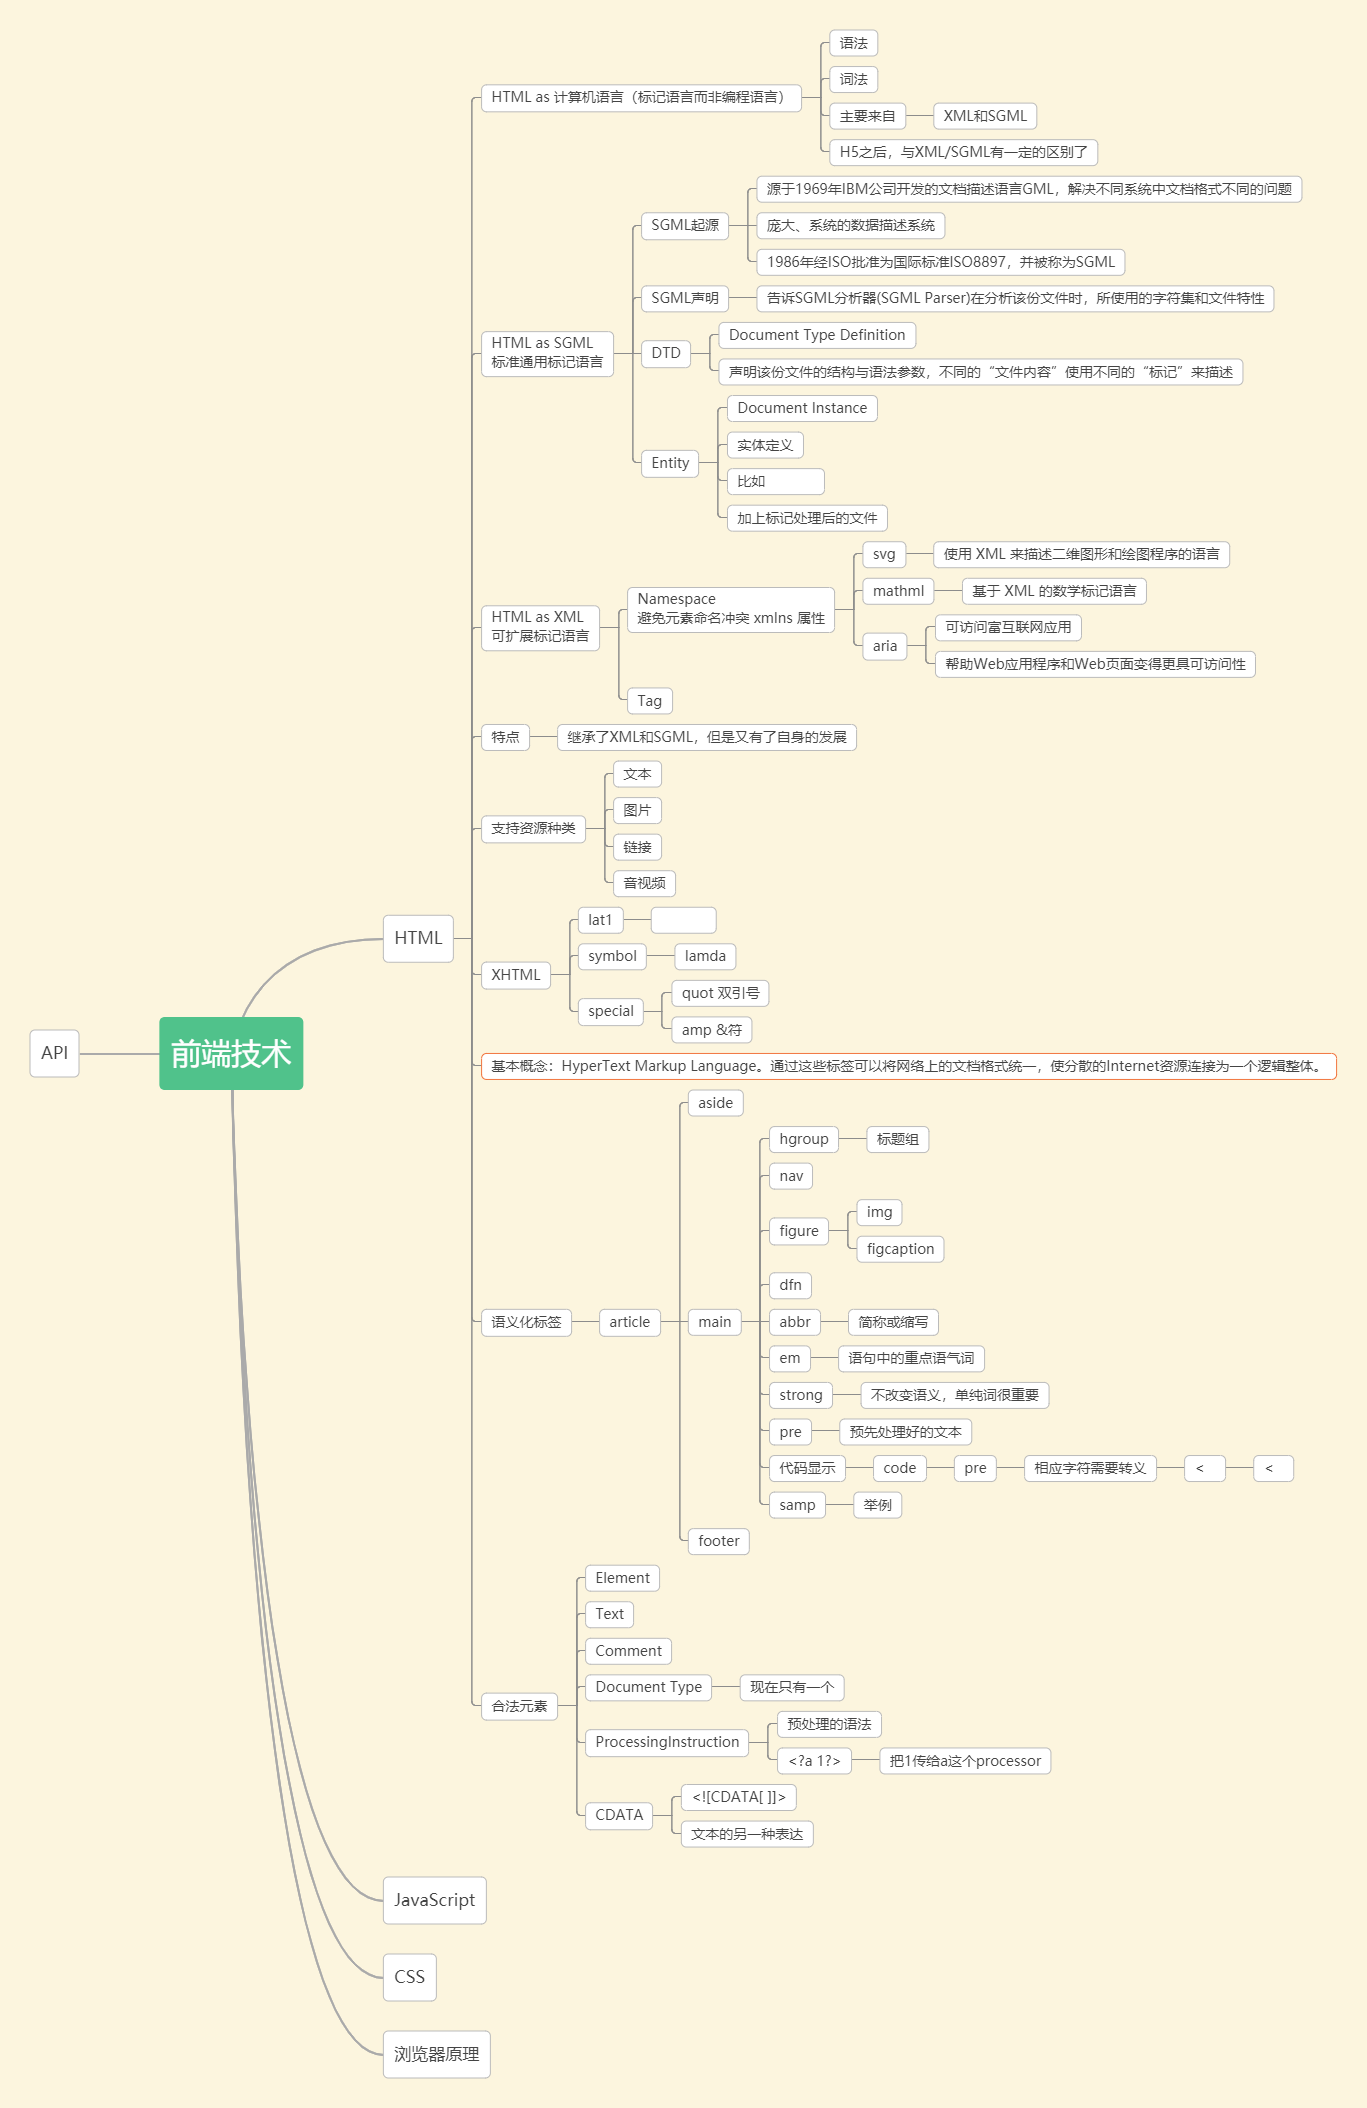 语法
词法
HTML as 计算机语言（标记语言而非编程语言）
主要来自
XML和SGML
H5之后，与XML/SGML有一定的区别了
源于1969年IBM公司开发的文档描述语言GML，解决不同系统中文档格式不同的问题
SGML起源
庞大、系统的数据描述系统
1986年经ISO批准为国际标准ISO8897，并被称为SGML
SGML声明
告诉SGML分析器(SGML Parser)在分析该份文件时，所使用的字符集和文件特性
HTML as SGML
标准通用标记语言
DTD
Document Type Definition
声明该份文件的结构与语法参数，不同的“文件内容”使用不同的“标记”来描述
Document Instance
实体定义
Entity
比如
加上标记处理后的文件
svg
使用 XML 来描述二维图形和绘图程序的语言
Namespace
避免元素命名冲突 xmlns 属性
mathml
基于 XML 的数学标记语言
HTML as XML
可扩展标记语言
aria
可访问富互联网应用
帮助Web应用程序和Web页面变得更具可访问性
Tag
特点
继承了XML和SGML，但是又有了自身的发展
文本
图片
支持资源种类
链接
音视频
HTML
lat1
symbol
lamda
XHTML
special
quot 双引号
amp &符
API
前端技术
基本概念：HyperText Markup Language。通过这些标签可以将网络上的文档格式统一，使分散的Internet资源连接为一个逻辑整体。
aside
hgroup
标题组
nav
figure
img
figcaption
dfn
语义化标签
article
main
abbr
简称或缩写
em
语句中的重点语气词
strong
不改变语义，单纯词很重要
pre
预先处理好的文本
代码显示
code
pre
相应字符需要转义
<
<
samp
举例
footer
Element
Text
Comment
Document Type
现在只有一个
合法元素
ProcessingInstruction
预处理的语法
<?a 1?>
把1传给a这个processor
CDATA
<![CDATA[ ]]>
文本的另一种表达
JavaScript
CSS
浏览器原理